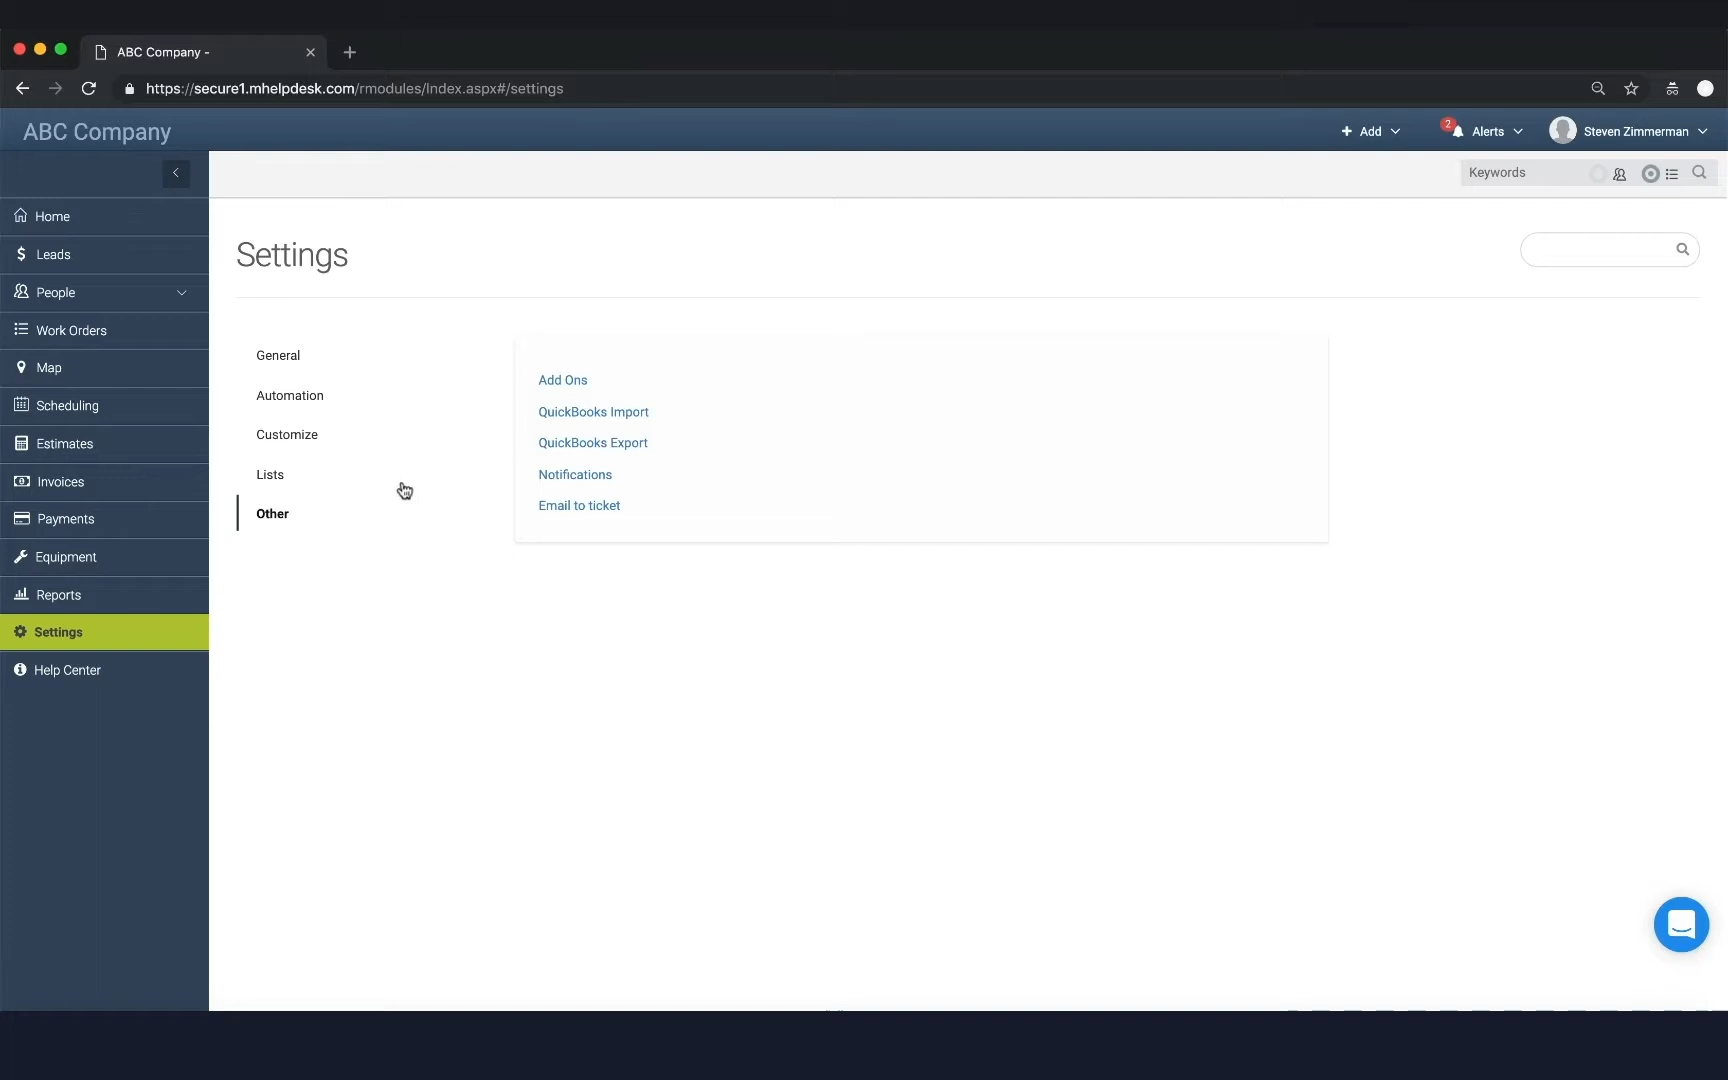 ABC Company -
https://secure1.mhelpdesk.com/rmodules/Index.aspx#/settings
ABC Company
Add
2
Alerts
Steven Zimmerman
Keywords
Home
Leads
People
Work Orders
Map
Scheduling
Estimates
Invoices
Payments
Equipment
Reports
Settings
Help Center
Settings
General
Automation
Customize
Lists
Other
Add Ons
QuickBooks Import
QuickBooks Export
Notifications
Email to ticket